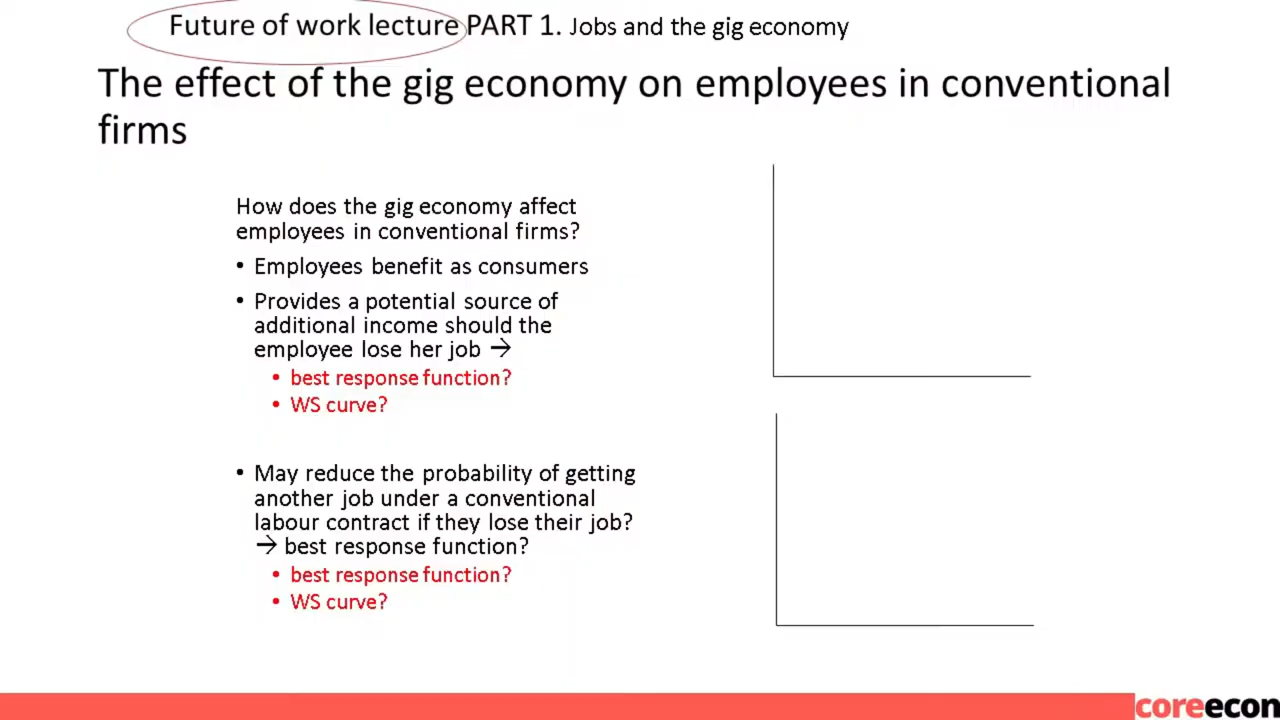 Future of work lecture PART 1. Jobs and the gig economy
The effect of the gig economy on employees in conventional
firms
How does the gig economy affect
employees in conventional firms?
• Employees benefit as consumers
• Provides a potential source of
additional income should the
employee lose her job →
• best response function?
• WS curve?
• May reduce the probability of getting
another job under a conventional
labour contract if they lose their job?
→ best response function?
• best response function?
• WS curve?
coreecon